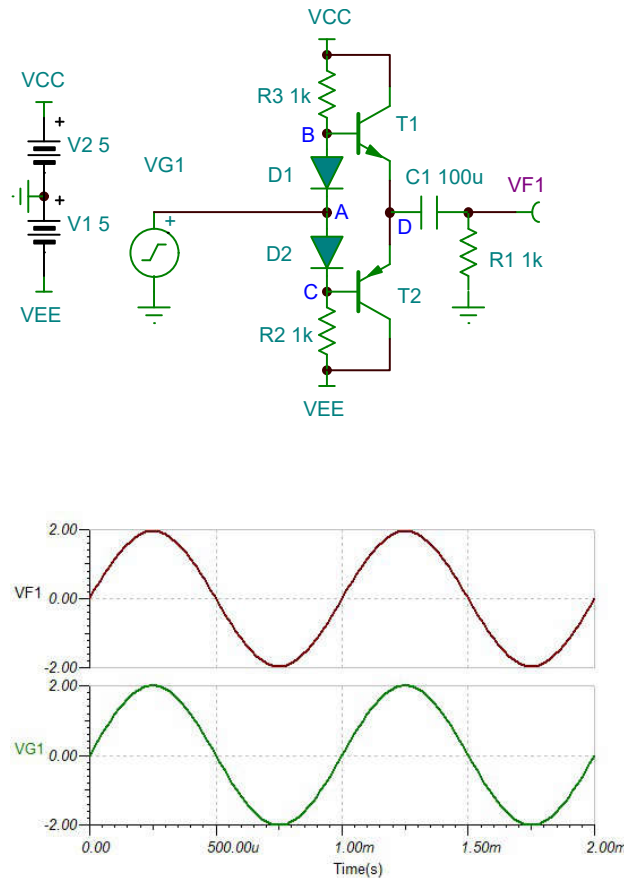 VCC
VCC
R3 1k
B
T1
V2 5
VG1
D1
C1 100u
VF1
+
+
+
A
D
V1 5
D2
R1 1k
C
T2
VEE
R2 1k
VEE
2.00
VF1
0.00
-2.00
2.00
VG1
0.00
-2.00
0.00
500.00u
1.00m
1.50m
2.00m
Time(s)